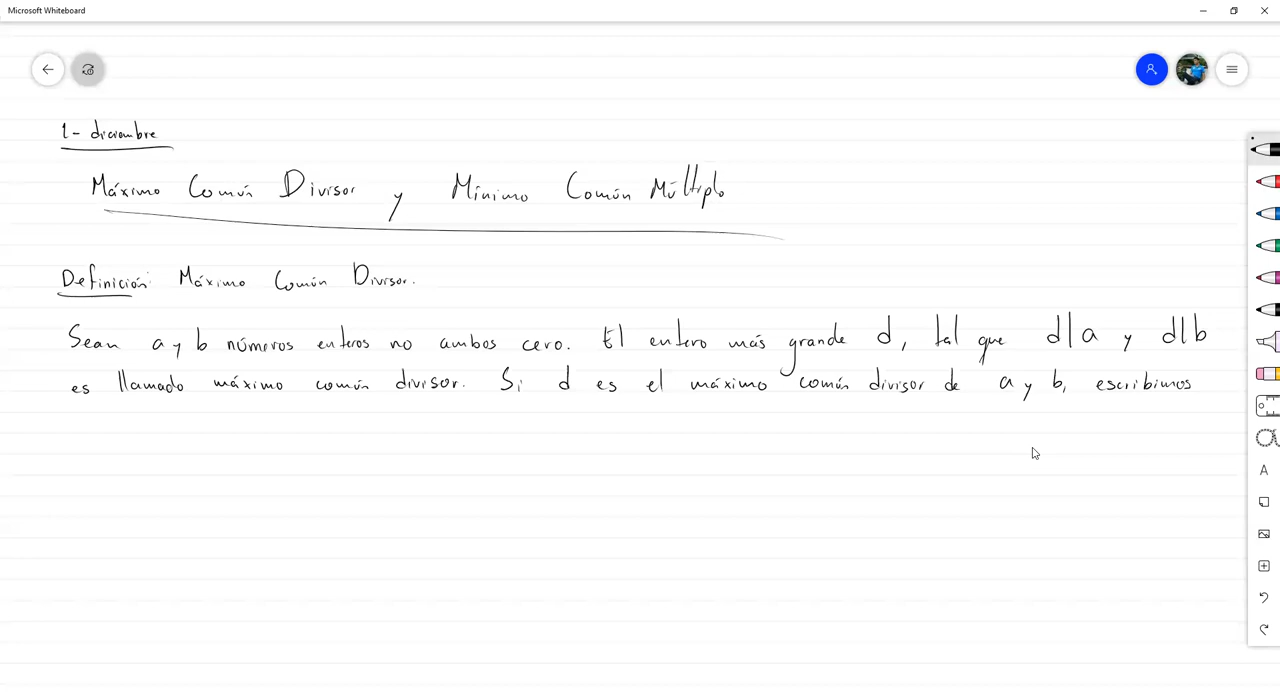 Microsoft Whiteboard
1- diciembre
Máximo Común Divisor y Mínimo Común Múltiplo
Definición: Máximo Común Divisor.
Sean a y b números enteros no ambos cero. El entero más grande d, tal que d|a y d|b
es llamado máximo común divisor. Si d es el máximo común divisor de a y b, escribimos